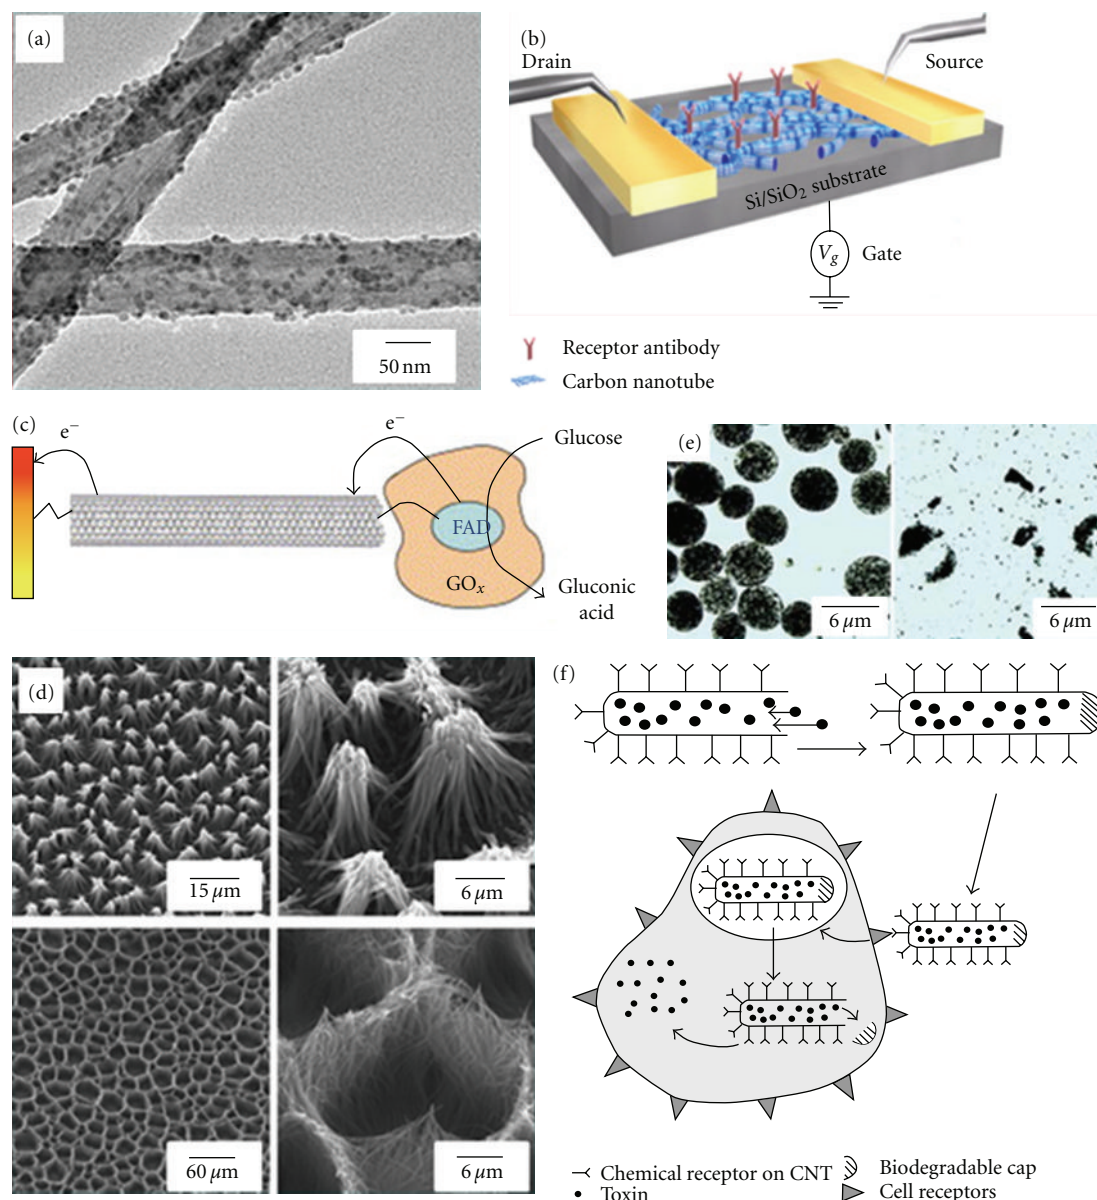 (a)
50 nm
(b)
Drain
Source
Si/SiO₂ substrate
V_g
Gate
Receptor antibody
Carbon nanotube
(c)
e⁻
e⁻
Glucose
FAD
GOₓ
Gluconic
acid
(e)
6 μm
6 μm
(d)
15 μm
6 μm
60 μm
6 μm
(f)
Chemical receptor on CNT
Toxin
Biodegradable cap
Cell receptors